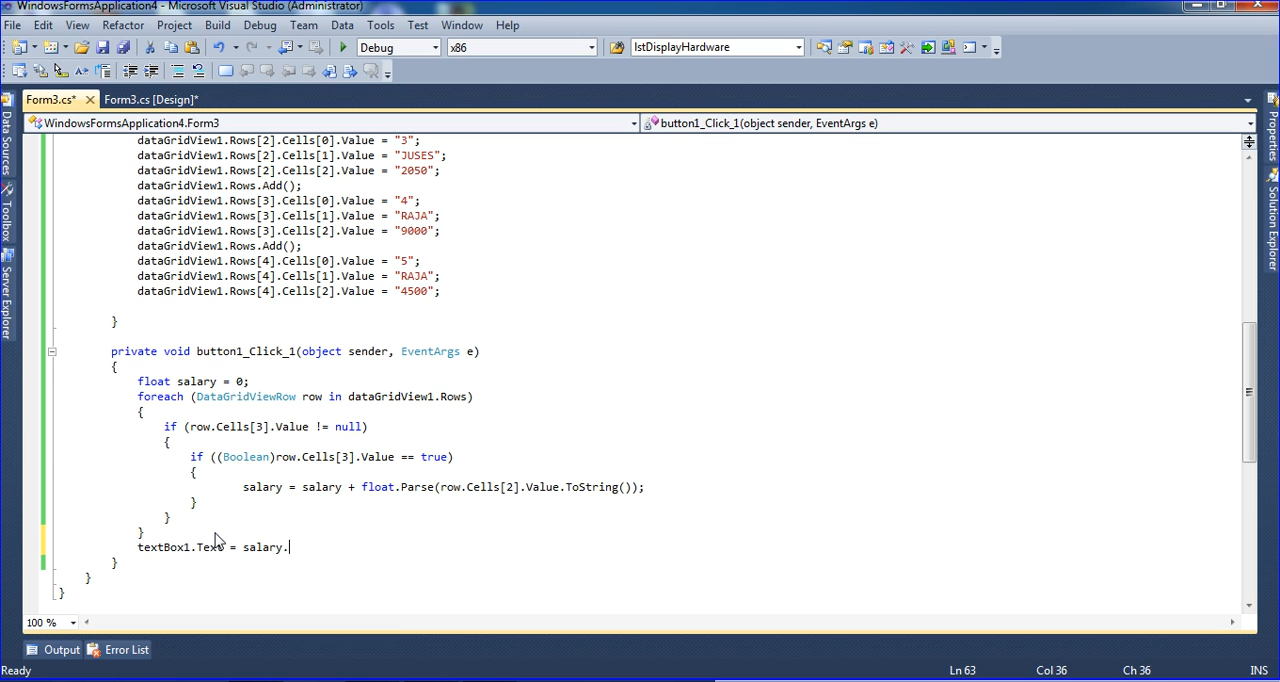 WindowsFormsApplication4 - Microsoft Visual Studio (Administrator)
File Edit View Refactor Project Build Debug Team Data Tools Test Window Help
Debug x86 lstDisplayHardware
Form3.cs* Form3.cs [Design]*
WindowsFormsApplication4.Form3 button1_Click_1(object sender, EventArgs e)
Data Sources
Toolbox
Server Explorer
dataGridView1.Rows[2].Cells[0].Value = "3";
dataGridView1.Rows[2].Cells[1].Value = "JUSES";
dataGridView1.Rows[2].Cells[2].Value = "2050";
dataGridView1.Rows.Add();
dataGridView1.Rows[3].Cells[0].Value = "4";
dataGridView1.Rows[3].Cells[1].Value = "RAJA";
dataGridView1.Rows[3].Cells[2].Value = "9000";
dataGridView1.Rows.Add();
dataGridView1.Rows[4].Cells[0].Value = "5";
dataGridView1.Rows[4].Cells[1].Value = "RAJA";
dataGridView1.Rows[4].Cells[2].Value = "4500";
}
private void button1_Click_1(object sender, EventArgs e)
{
float salary = 0;
foreach (DataGridViewRow row in dataGridView1.Rows)
{
if (row.Cells[3].Value != null)
{
if ((Boolean)row.Cells[3].Value == true)
{
salary = salary + float.Parse(row.Cells[2].Value.ToString());
}
}
}
textBox1.Text = salary.
}
}
}
Properties
Solution Explorer
100 %
Output Error List
Ready Ln 63 Col 36 Ch 36 INS